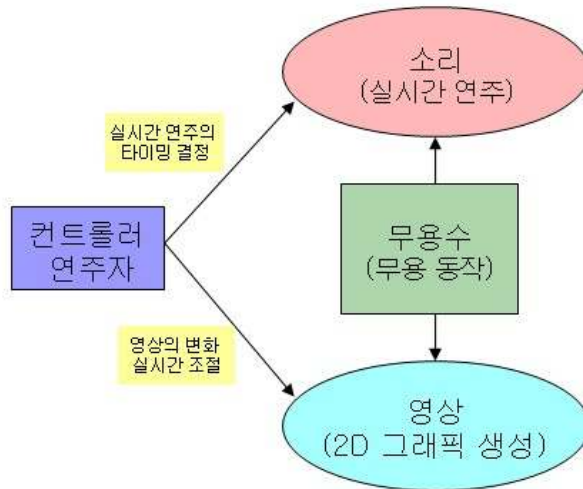 소리
(실시간 연주)
실시간 연주의
타이밍 결정
컨트롤러
연주자
무용수
(무용 동작)
영상의 변화
실시간 조절
영상
(2D 그래픽 생성)